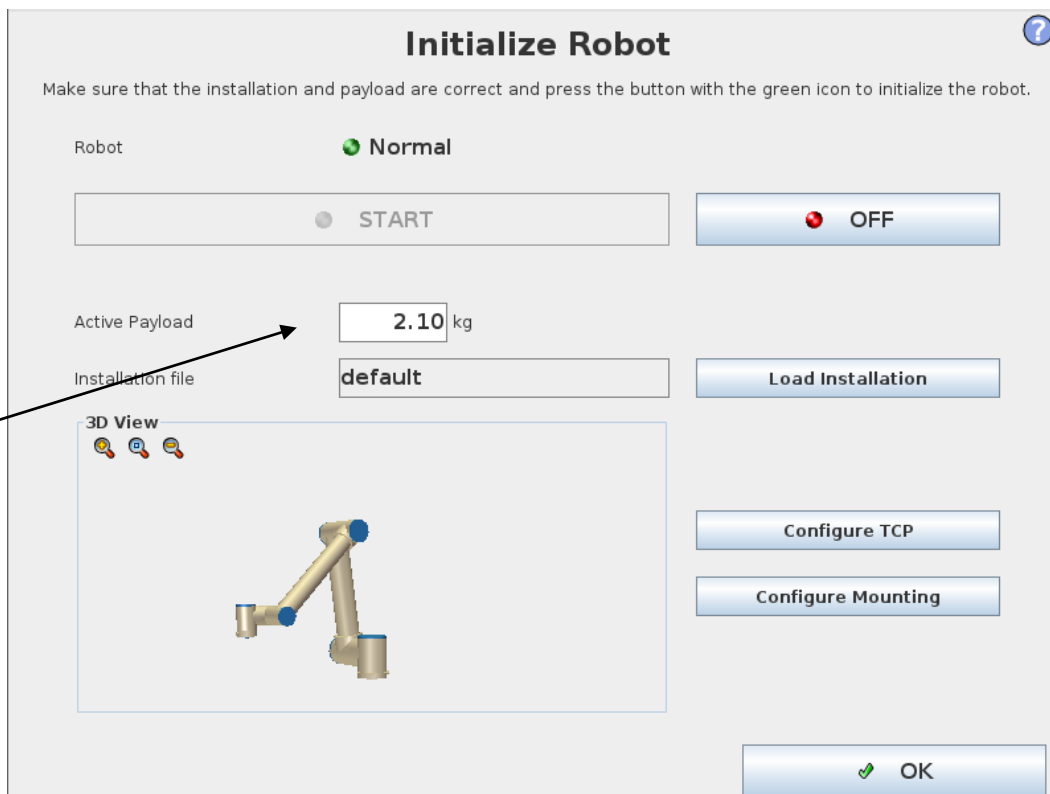 Initialize Robot
?
Make sure that the installation and payload are correct and press the button with the green icon to initialize the robot.
Robot
Normal
START
OFF
Active Payload
2.10 kg
Installation file
default
Load Installation
3D View
Configure TCP
Configure Mounting
OK